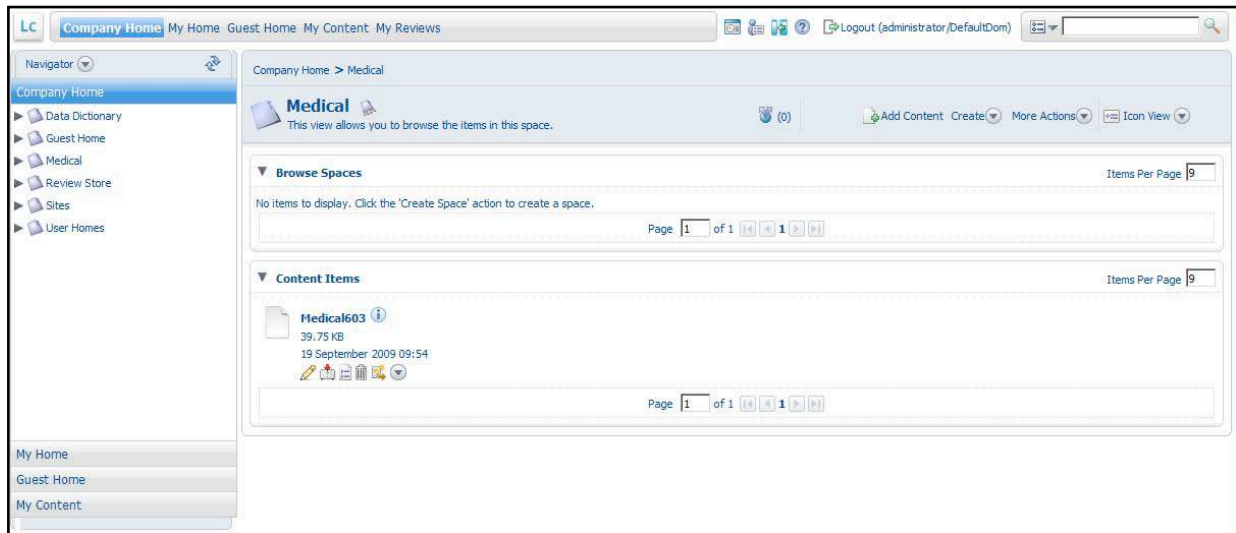 Lc Company Home My Home Guest Home My Content My Reviews Logout (administrator/DefaultDom)
Navigator
Company Home
Data Dictionary
Guest Home
Medical
Review Store
Sites
User Homes
My Home
Guest Home
My Content
Company Home > Medical
Medical
This view allows you to browse the items in this space.
(0) Add Content Create More Actions Icon View
Browse Spaces Items Per Page 9
No items to display. Click the 'Create Space' action to create a space.
Page 1 of 1 1
Content Items Items Per Page 9
Medical603
39.75 KB
19 September 2009 09:54
Page 1 of 1 1